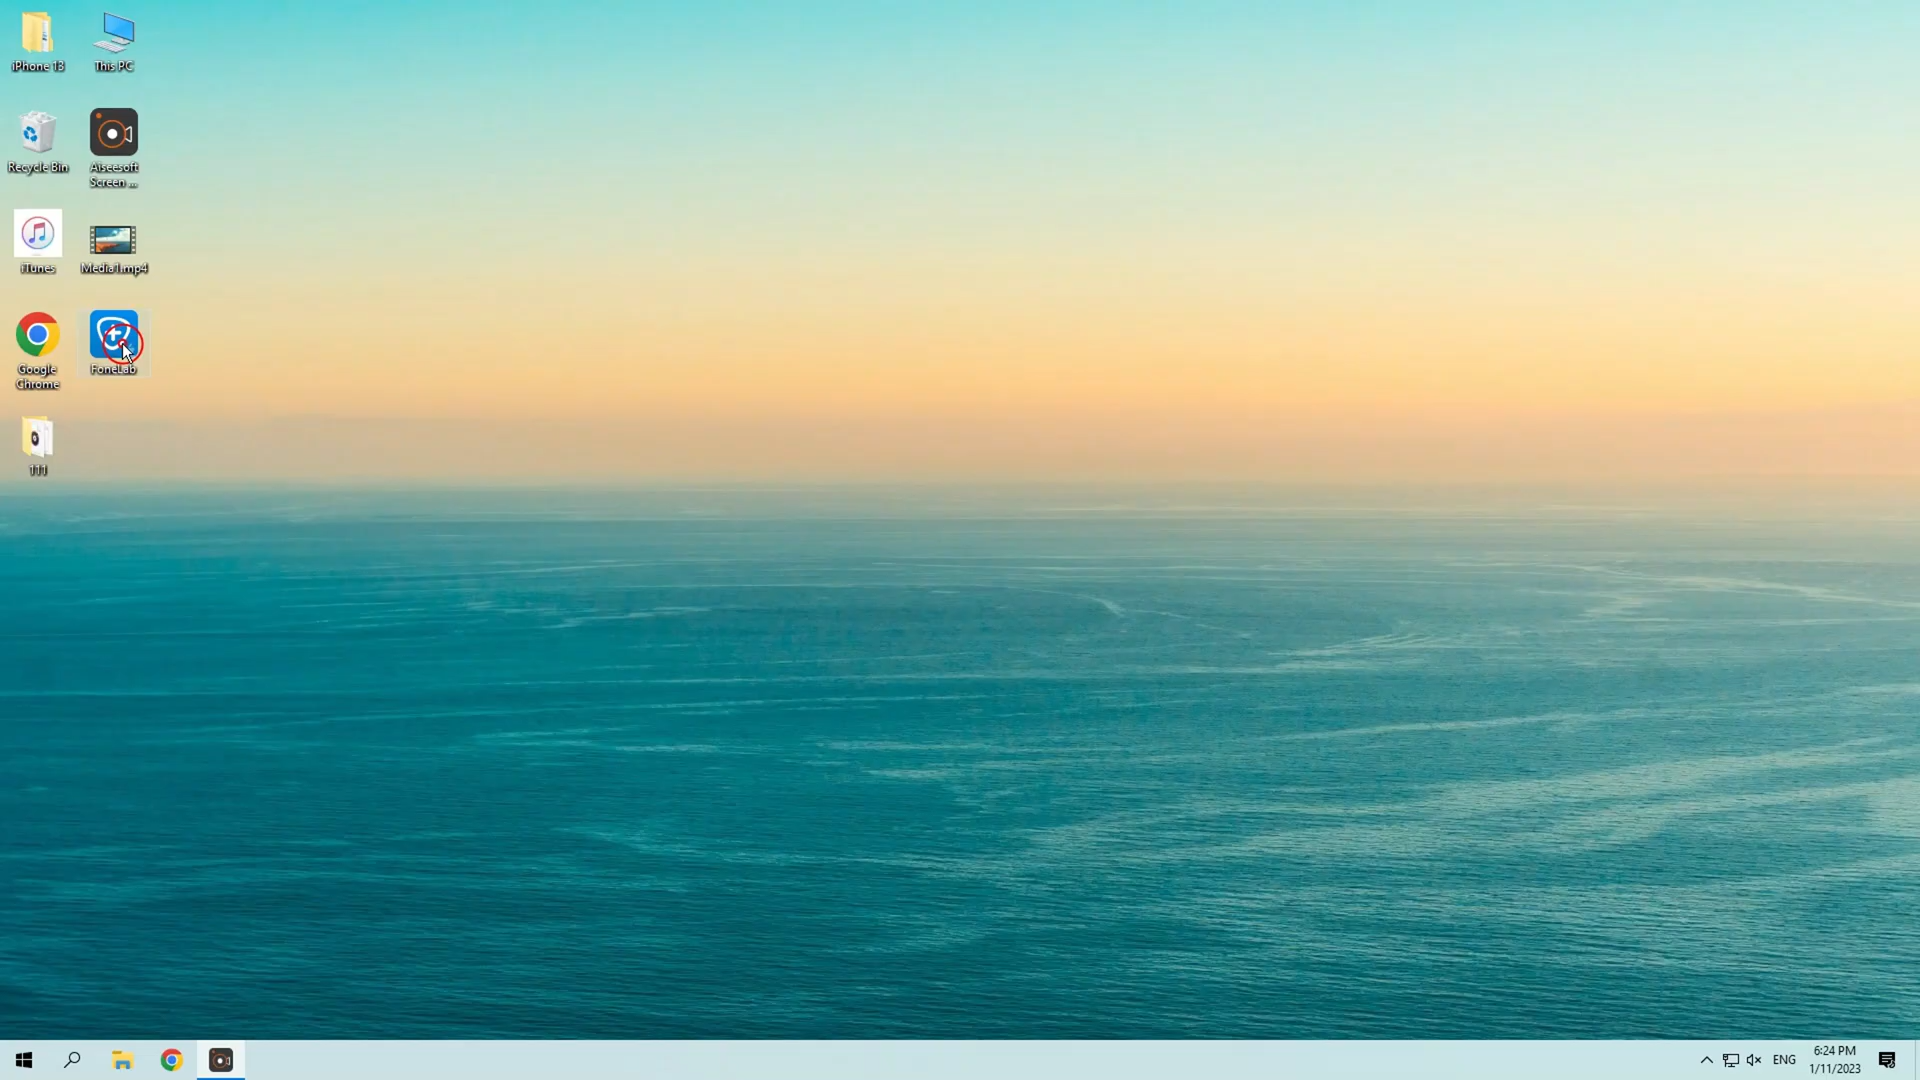 iPhone 13
This PC
Recycle Bin
Aiseesoft
Screen ...
iTunes
Media1.mp4
Google
Chrome
FoneLab
111
ENG
6:24 PM
1/11/2023